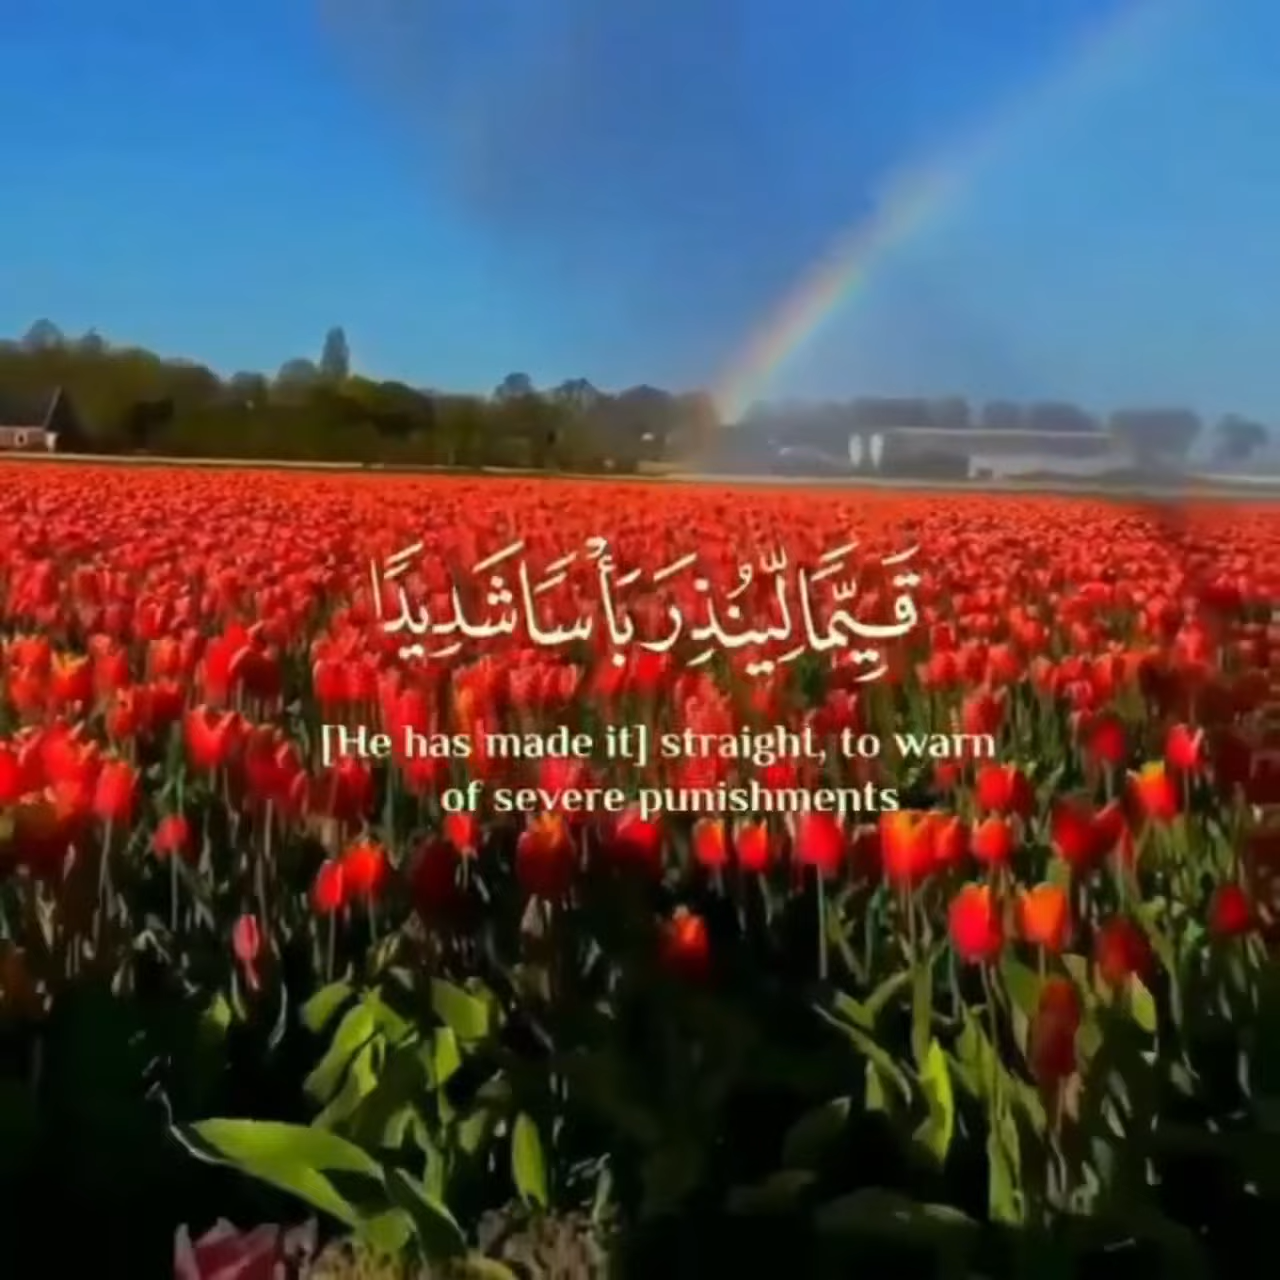 قَيِّمًا لِّيُنذِرَ بَأْسًا شَدِيدًا
[He has made it] straight, to warn
of severe punishments